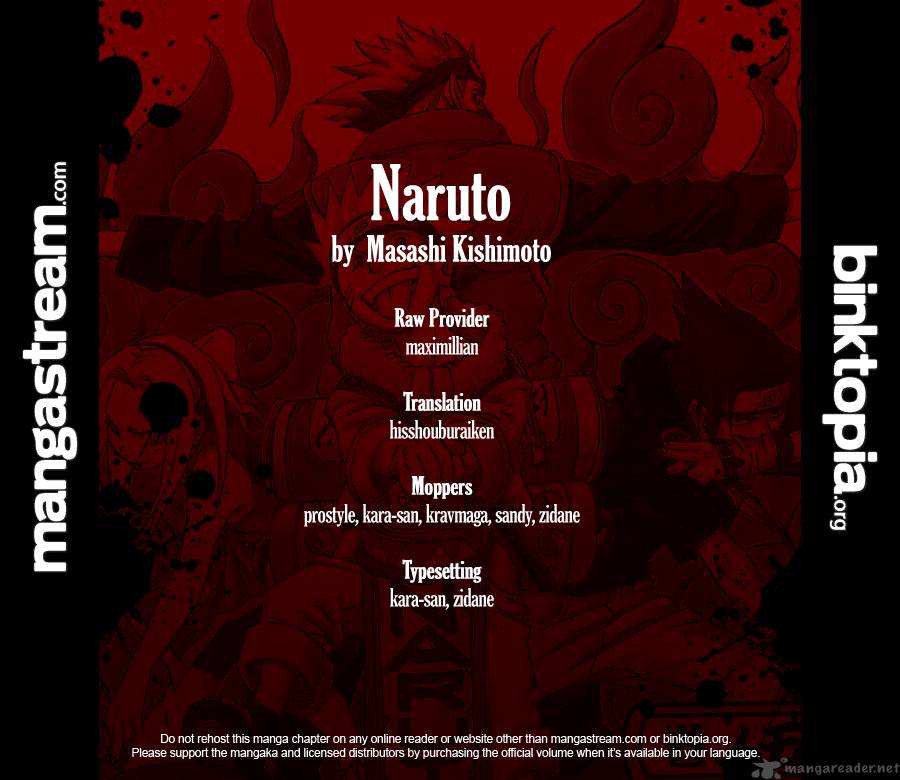 Naruto
by Masashi Kishimoto
Raw Provider
maximillian
Translation
hisshouburaiken
Moppers
prostyle, kara-san, kravmaga, sandy, zidane
Typesetting
kara-san, zidane
mangastream.com
binktopia.org
NARU
Do not rehost this manga chapter on any online reader or website other than mangastream.com or binktopia.org.
Please support the mangaka and licensed distributors by purchasing the official volume when it's available in your language.
mangareader.net